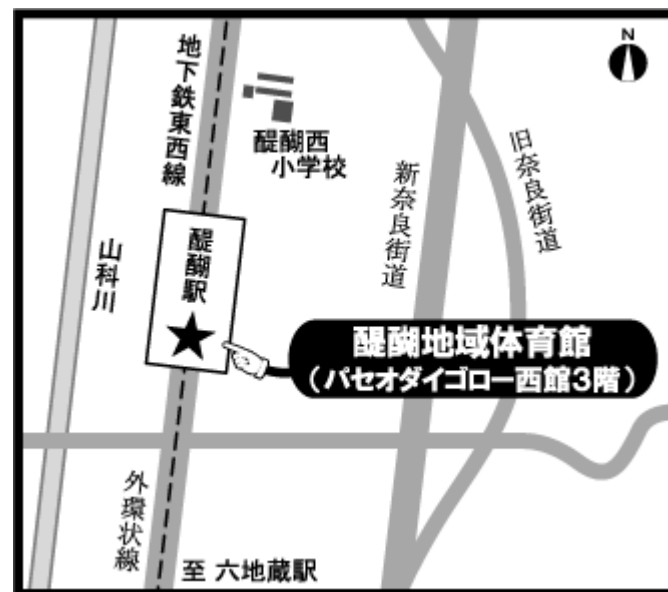 N
地下鉄東西線
醍醐西
小学校
旧奈良街道
新奈良街道
醍醐駅
山科川
醍醐地域体育館
(パセオダイゴロー西館3階)
外環状線
至 六地蔵駅